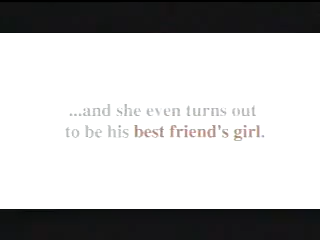 ...and she even turns out
to be his best friend's girl.